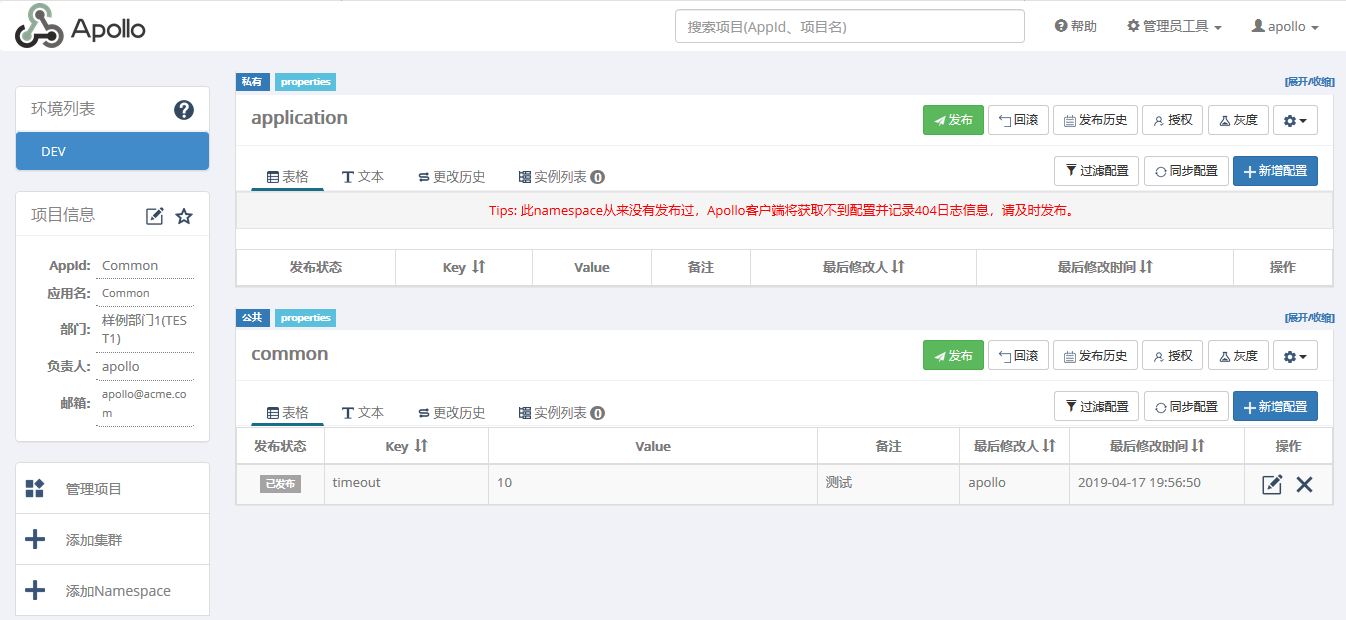 Apollo
搜索项目(AppId、项目名)
帮助
管理员工具
apollo
环境列表
DEV
项目信息
AppId: Common
应用名: Common
部门: 样例部门1(TES
T1)
负责人: apollo
邮箱: apollo@acme.co
m
管理项目
添加集群
添加Namespace
私有 properties [展开/收缩]
application
发布 回滚 发布历史 授权 灰度
表格 文本 更改历史 实例列表 0
过滤配置 同步配置 新增配置
Tips: 此namespace从来没有发布过，Apollo客户端将获取不到配置并记录404日志信息，请及时发布。
发布状态 Key Value 备注 最后修改人 最后修改时间 操作
公共 properties [展开/收缩]
common
发布 回滚 发布历史 授权 灰度
表格 文本 更改历史 实例列表 0
过滤配置 同步配置 新增配置
发布状态 Key Value 备注 最后修改人 最后修改时间 操作
已发布 timeout 10 测试 apollo 2019-04-17 19:56:50